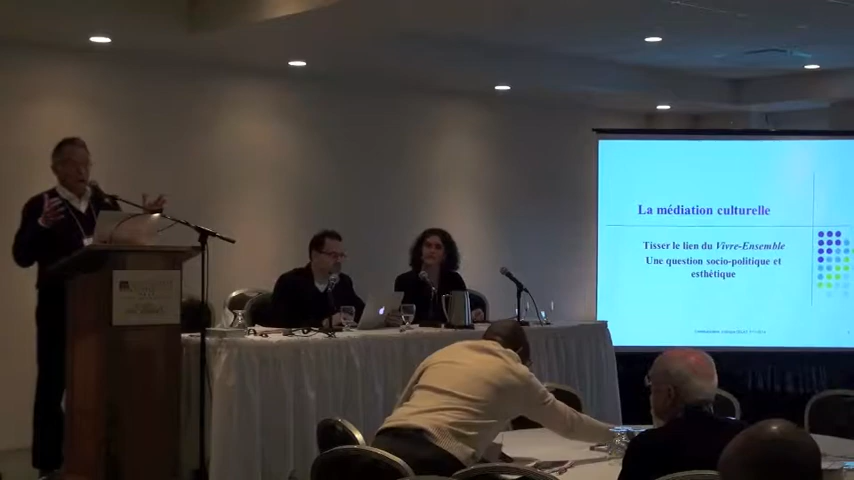 La médiation culturelle
Tisser le lien du Vivre-Ensemble
Une question socio-politique et
esthétique